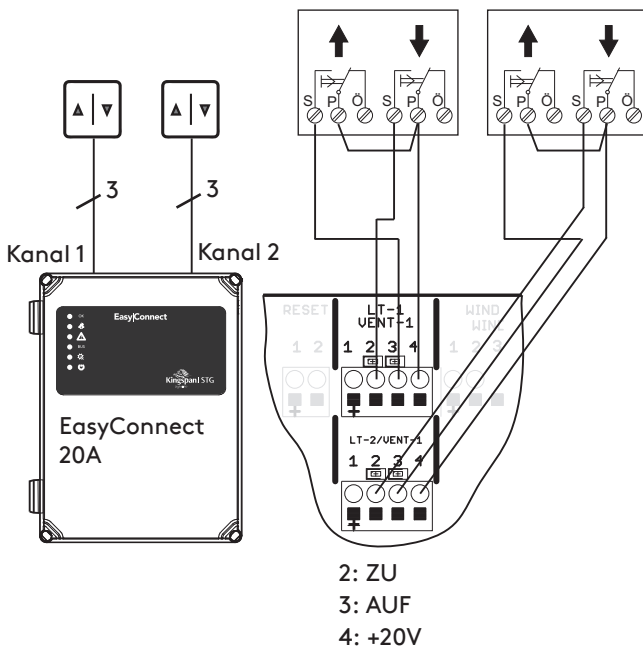 S P Ö S P Ö
S P Ö S P Ö
3
3
Kanal 1
Kanal 2
OK
BUS
EasyConnect
Kingspan STG
EasyConnect
20A
RESET
1 2
LT-1
VENT-1
1 2 3 4
WIND
1 2 3
LT-2/VENT-1
1 2 3 4
2: ZU
3: AUF
4: +20V